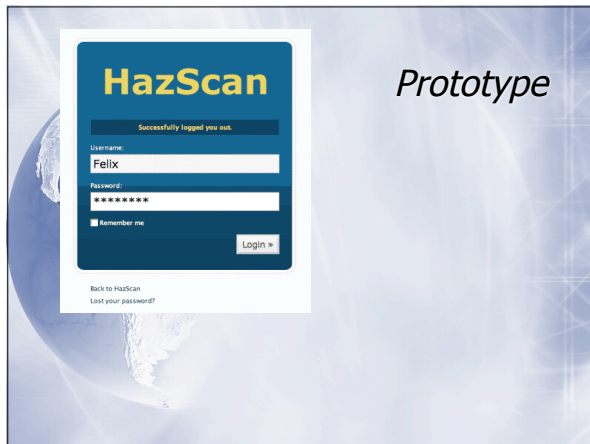 HazScan
Prototype
Successfully logged you out.
Username:
Felix
Password:
********
Remember me
Login »
Back to HazScan
Lost your password?